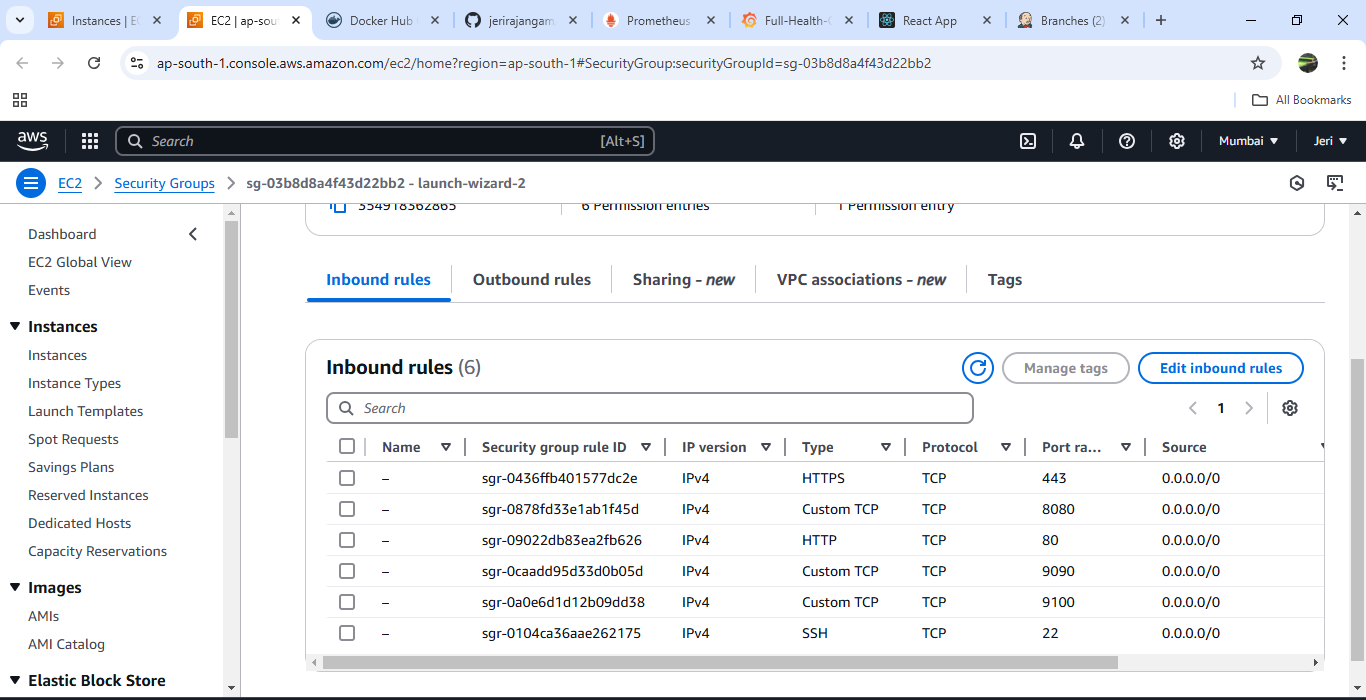 Instances | E
EC2 | ap-sou
Docker Hub
jerirajangam
Prometheus
Full-Health-
React App
Branches (2)
ap-south-1.console.aws.amazon.com/ec2/home?region=ap-south-1#SecurityGroup:securityGroupId=sg-03b8d8a4f43d22bb2
All Bookmarks
aws
Search [Alt+S]
Mumbai
Jeri
EC2 Security Groups sg-03b8d8a4f43d22bb2 - launch-wizard-2
Dashboard
EC2 Global View
Events
Instances
Instances
Instance Types
Launch Templates
Spot Requests
Savings Plans
Reserved Instances
Dedicated Hosts
Capacity Reservations
Images
AMIs
AMI Catalog
Elastic Block Store
354918362865 6 Permission entries 1 Permission entry
Inbound rules Outbound rules Sharing - new VPC associations - new Tags
Inbound rules (6)
Manage tags
Edit inbound rules
Search
1
Name Security group rule ID IP version Type Protocol Port ra... Source
– sgr-0436ffb401577dc2e IPv4 HTTPS TCP 443 0.0.0.0/0
– sgr-0878fd33e1ab1f45d IPv4 Custom TCP TCP 8080 0.0.0.0/0
– sgr-09022db83ea2fb626 IPv4 HTTP TCP 80 0.0.0.0/0
– sgr-0caadd95d33d0b05d IPv4 Custom TCP TCP 9090 0.0.0.0/0
– sgr-0a0e6d1d12b09dd38 IPv4 Custom TCP TCP 9100 0.0.0.0/0
– sgr-0104ca36aae262175 IPv4 SSH TCP 22 0.0.0.0/0